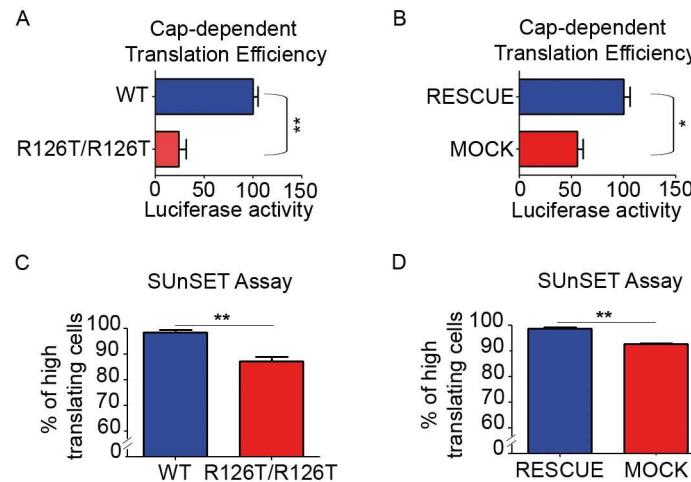 A
Cap-dependent
Translation Efficiency
WT
R126T/R126T
**
0 50 100 150
Luciferase activity
B
Cap-dependent
Translation Efficiency
RESCUE
MOCK
*
0 50 100 150
Luciferase activity
C
SUnSET Assay
% of high
translating cells
**
100
90
80
60
0
WT R126T/R126T
D
SUnSET Assay
% of high
translating cells
**
100
90
80
60
0
RESCUE MOCK